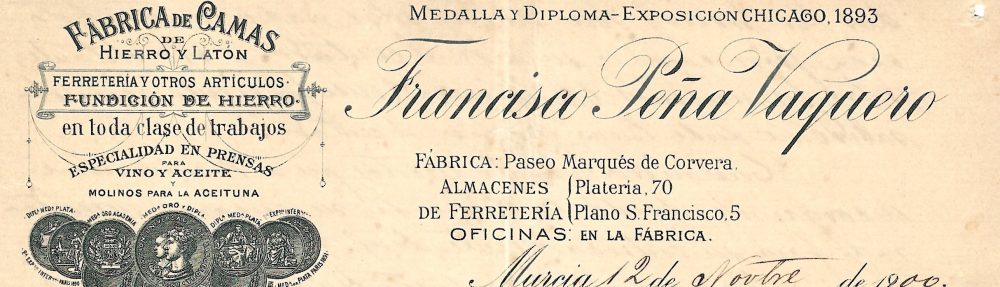 FÁBRICA DE CAMAS
DE
HIERRO Y LATÓN
FERRETERÍA Y OTROS ARTÍCULOS.
FUNDICIÓN DE HIERRO.
en toda clase de trabajos
ESPECIALIDAD EN PRENSAS
PARA
VINO Y ACEITE
Y
MOLINOS PARA LA ACEITUNA
MEDALLA Y DIPLOMA-EXPOSICIÓN CHICAGO, 1893
Francisco Peña Vaquero
FÁBRICA: Paseo Marqués de Corvera.
ALMACENES Plateria, 70
DE FERRETERÍA Plano S. Francisco, 5
OFICINAS: EN LA FÁBRICA.
Murcia 12 de Novbre de 1900.